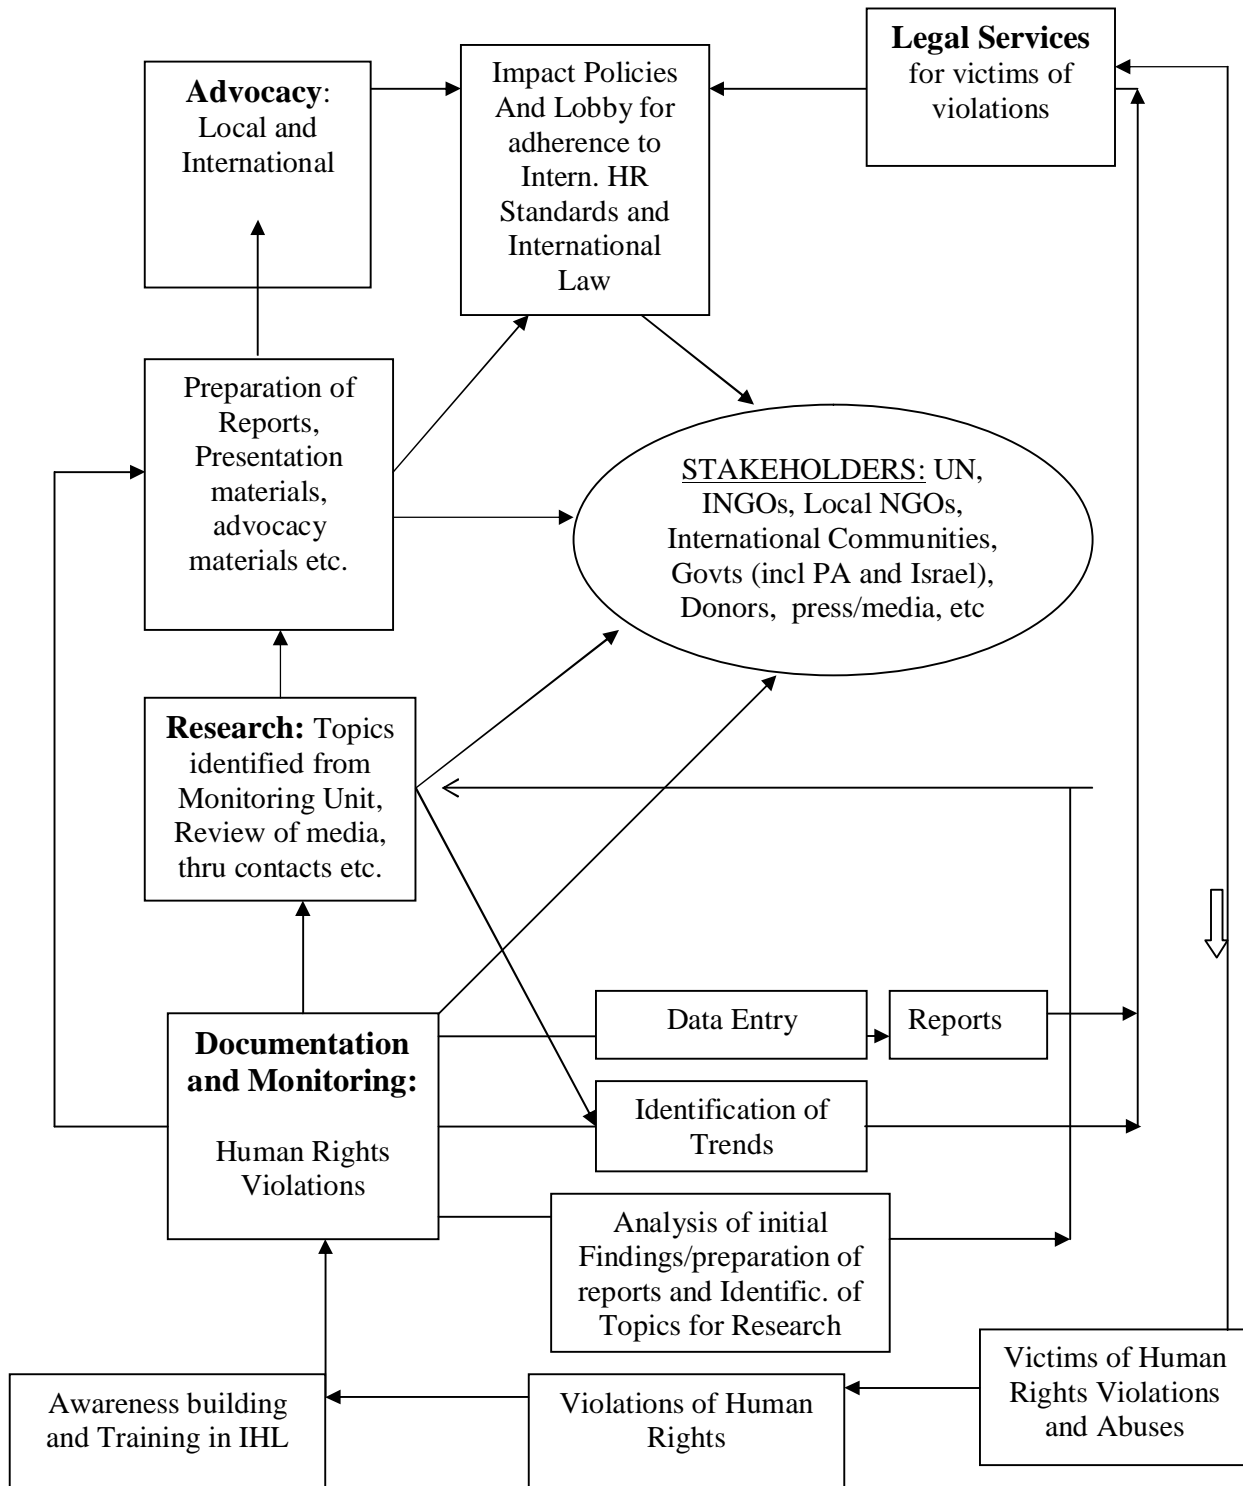 Legal Services
for victims of
violations
Impact Policies
And Lobby for
adherence to
Intern. HR
Standards and
International
Law
Advocacy:
Local and
International
Preparation of
Reports,
Presentation
materials,
advocacy
materials etc.
STAKEHOLDERS: UN,
INGOs, Local NGOs,
International Communities,
Govts (incl PA and Israel),
Donors, press/media, etc
Research: Topics
identified from
Monitoring Unit,
Review of media,
thru contacts etc.
Documentation
and Monitoring:
Human Rights
Violations
Data Entry
Reports
Identification of
Trends
Analysis of initial
Findings/preparation of
reports and Identific. of
Topics for Research
Victims of Human
Rights Violations
and Abuses
Violations of Human
Rights
Awareness building
and Training in IHL